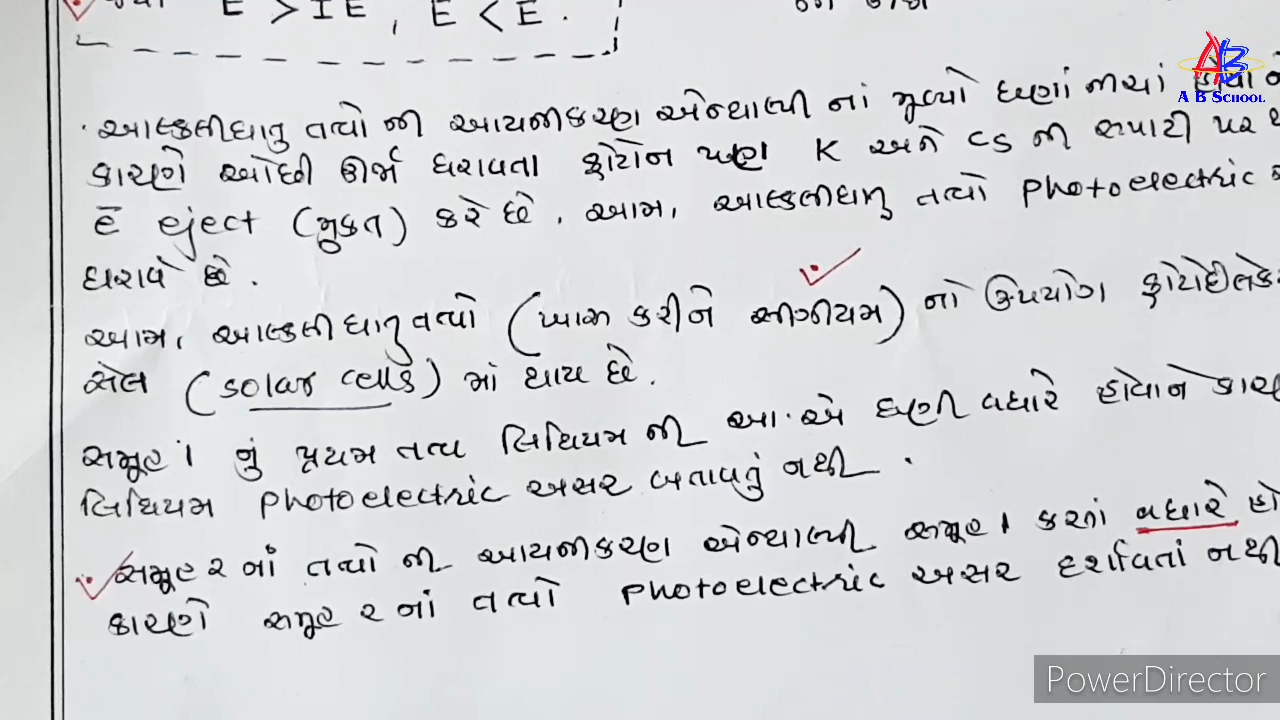 E > IE, E < E.
A B SCHOOL
આલ્કલીધાતુ તત્વો ની આયનીકરણ એન્થાલ્પી નાં મૂલ્યો ઘણાં નીચાં હોવા ને
કારણે ઓછી ઊર્જા ધરાવતા ફોટોન પણ K અને CS ની સપાટી પર થ
ē eject (મુકત) કરે છે. આમ, આલ્કલીધાતુ તત્વો photoelectric અ
ધરાવે છે.
આમ, આલ્કલીધાતુ તત્વો (ખાસ કરીને સીઝીયમ) નો ઉપયોગ ફોટોઈલેક
સેલ (solar cells) માં થાય છે.
સમૂહ 1 નું પ્રથમ તત્વ લિથિયમ ની આ.એ ઘણી વધારે હોવાને કાર
લિથિયમ photoelectric અસર બતાવતું નથી.
સમૂહ ૨ નાં તત્વો ની આયનીકરણ એન્થાલ્પી સમૂહ 1 કરતાં વધારે હો
કારણે સમૂહ ૨ નાં તત્વો photoelectric અસર દર્શાવતાં નથી
PowerDirector